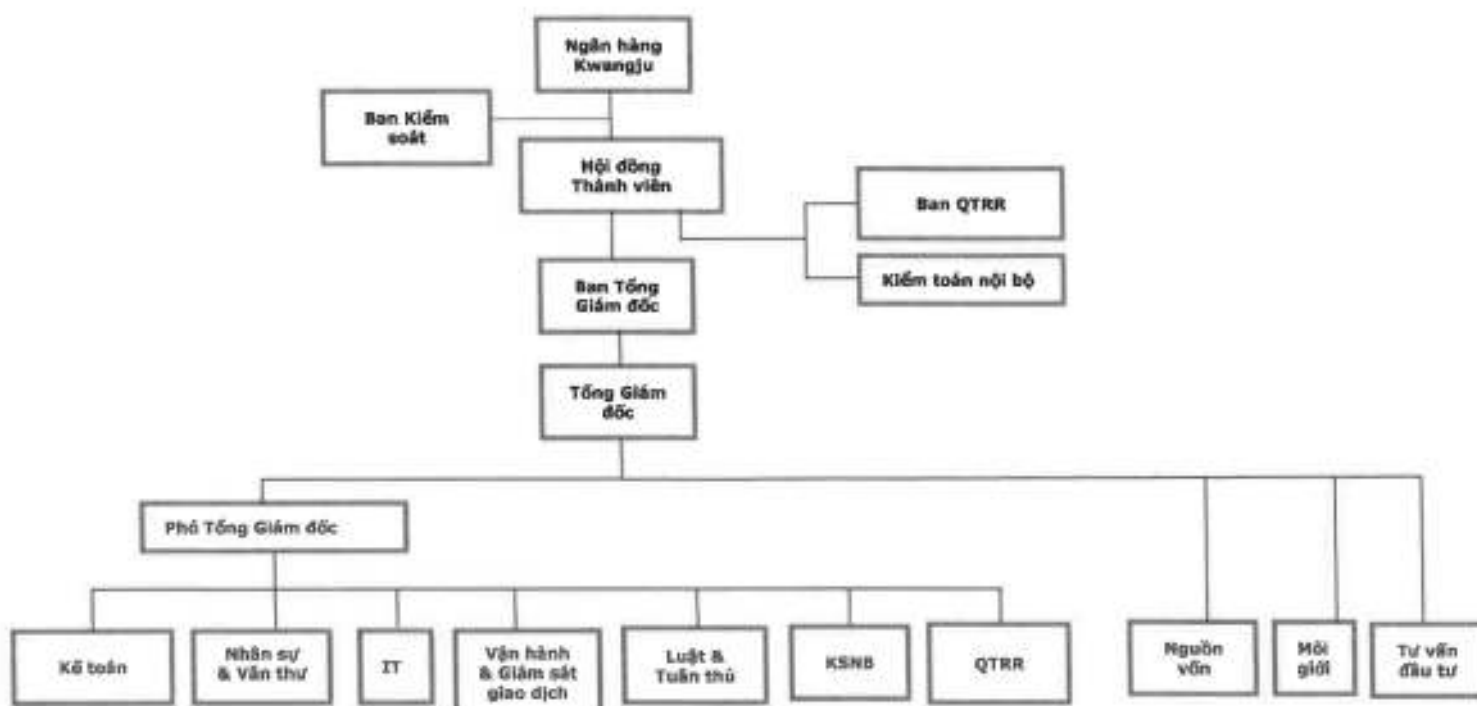 Ngân hàng
Kwangju
Ban Kiểm
soát
Hội đồng
Thành viên
Ban QTRR
Kiểm toán nội bộ
Ban Tổng
Giám đốc
Tổng Giám
đốc
Phó Tổng Giám đốc
Kế toán
Nhân sự
& Văn thư
IT
Vận hành
& Giám sát
giao dịch
Luật &
Tuân thủ
KSNB
QTRR
Nguồn
vốn
Môi
giới
Tư vấn
đầu tư